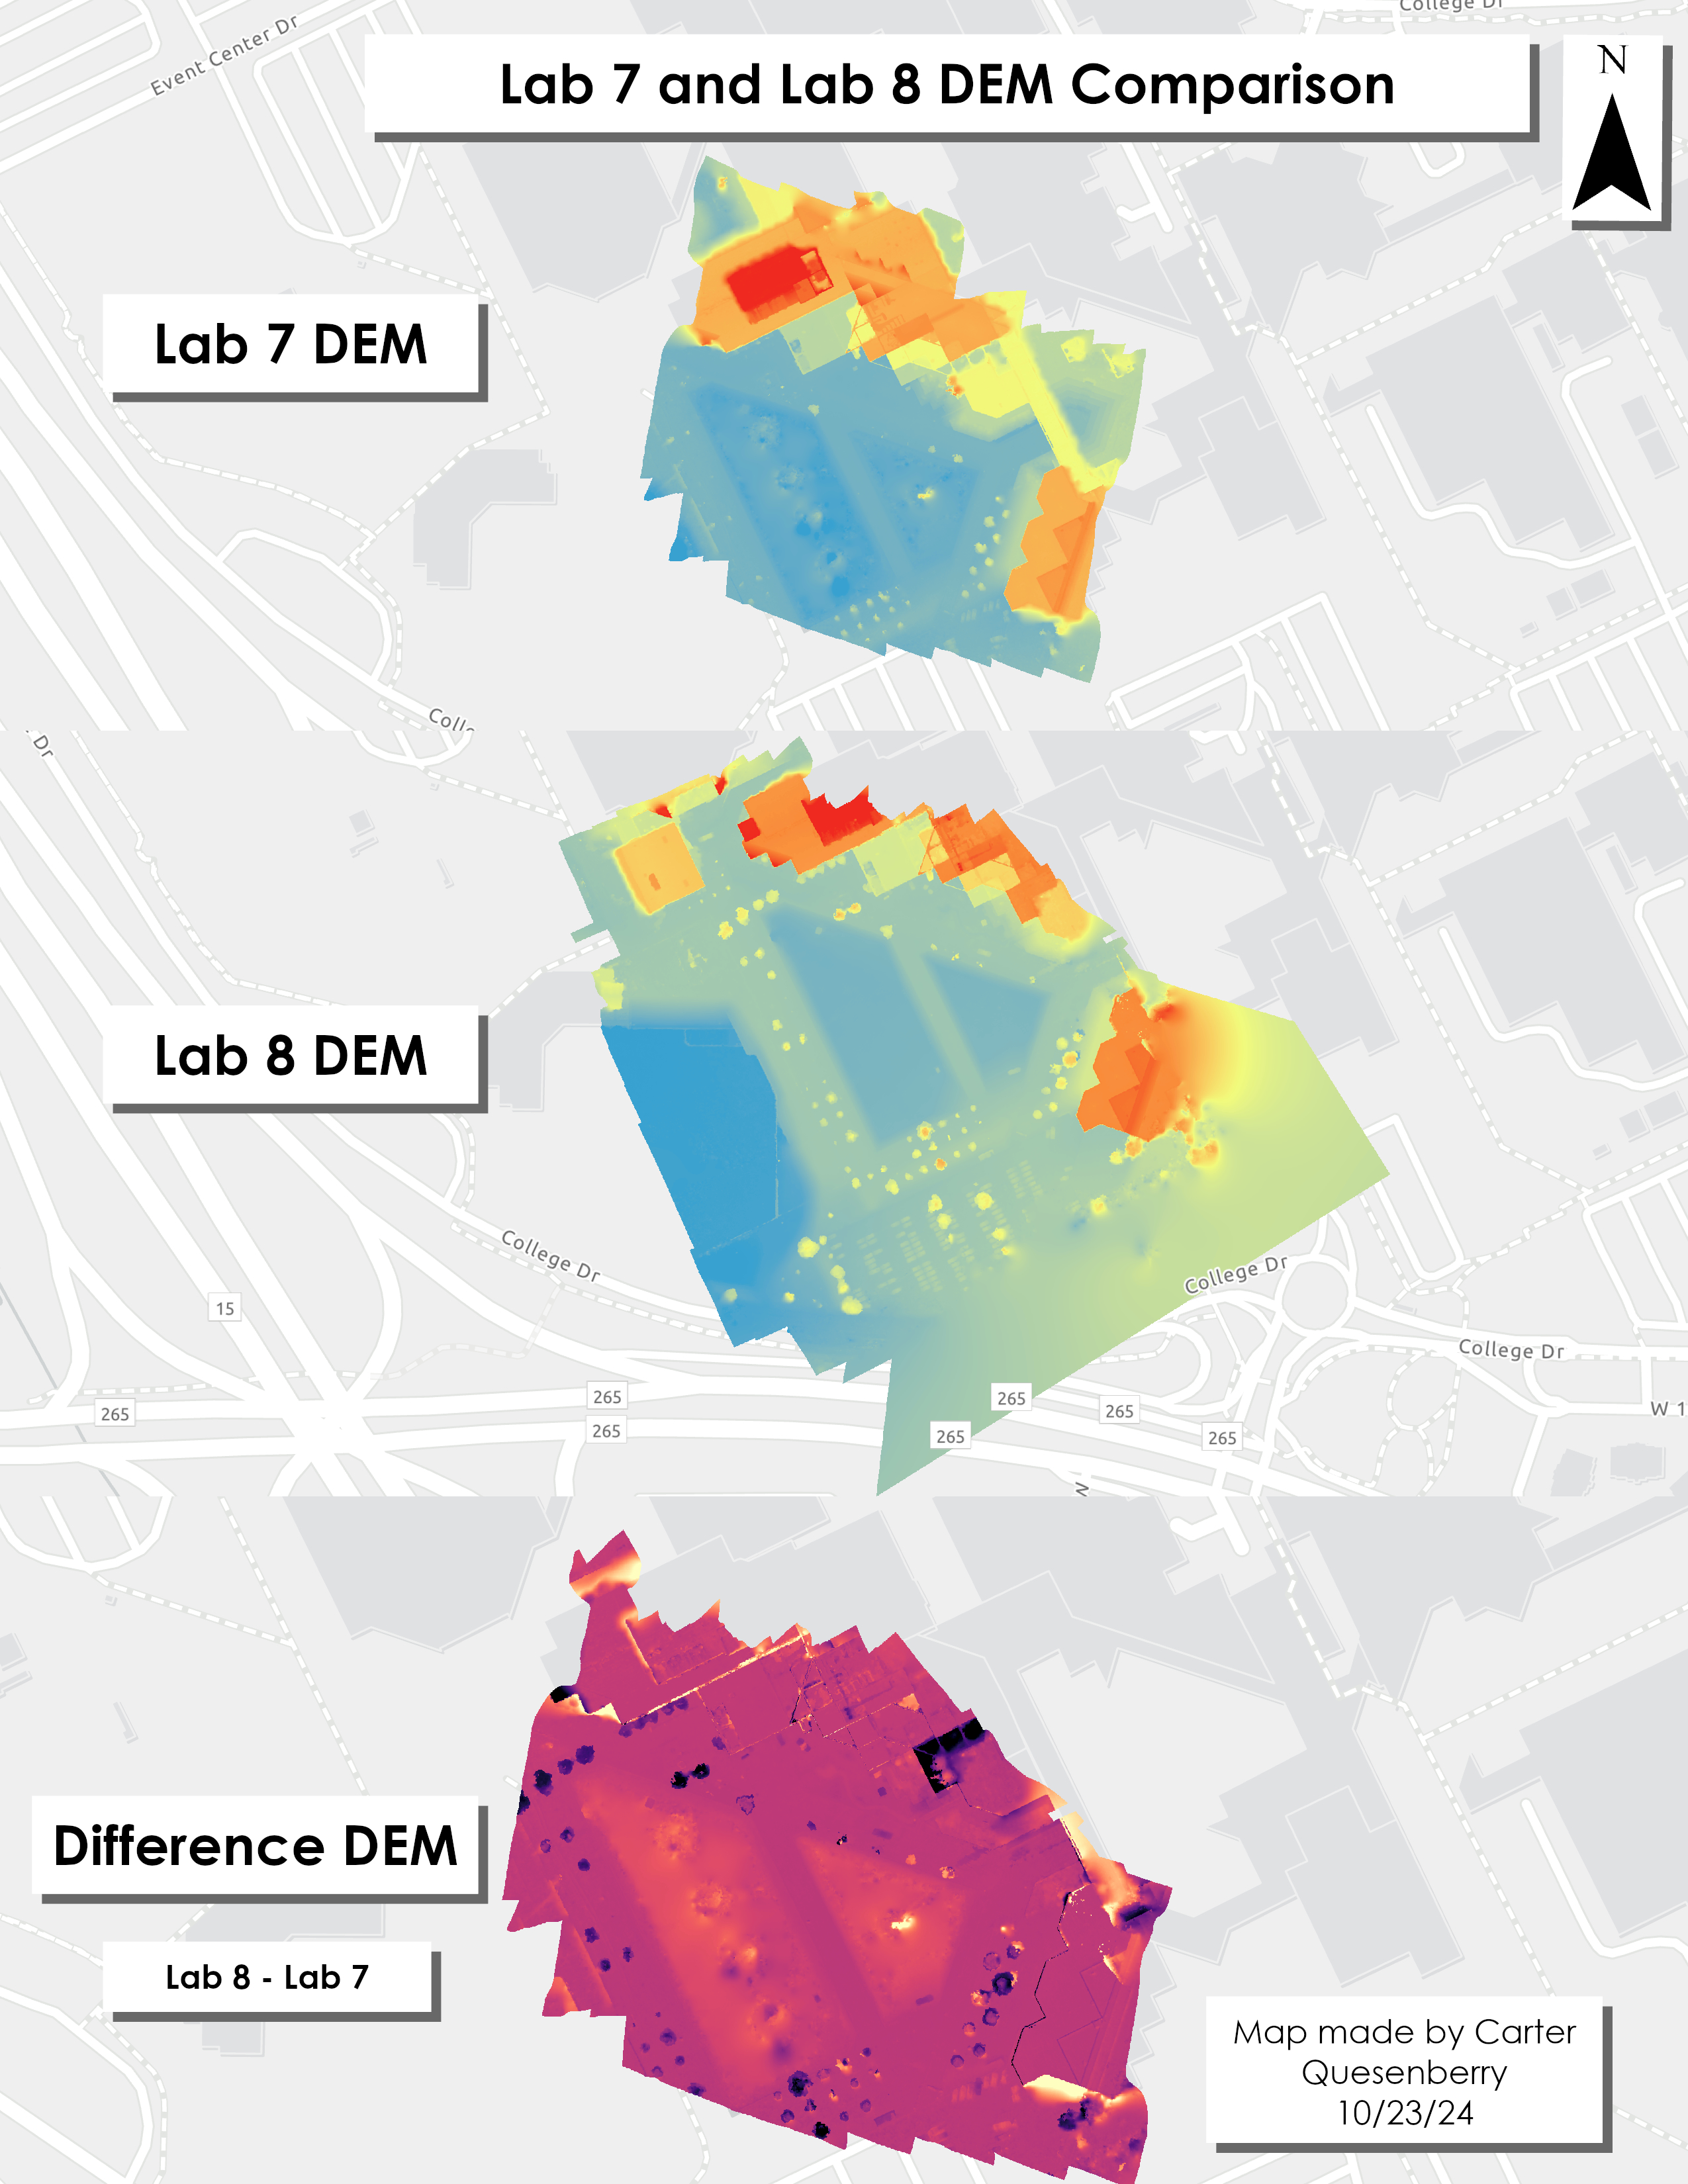 College Dr
Event Center Dr
Lab 7 and Lab 8 DEM Comparison
N
Lab 7 DEM
Dr
Lab 8 DEM
College Dr
College Dr
15
College Dr
265
265
265
265
265
265
265
W 1
N
Difference DEM
Lab 8 - Lab 7
Map made by Carter
Quesenberry
10/23/24